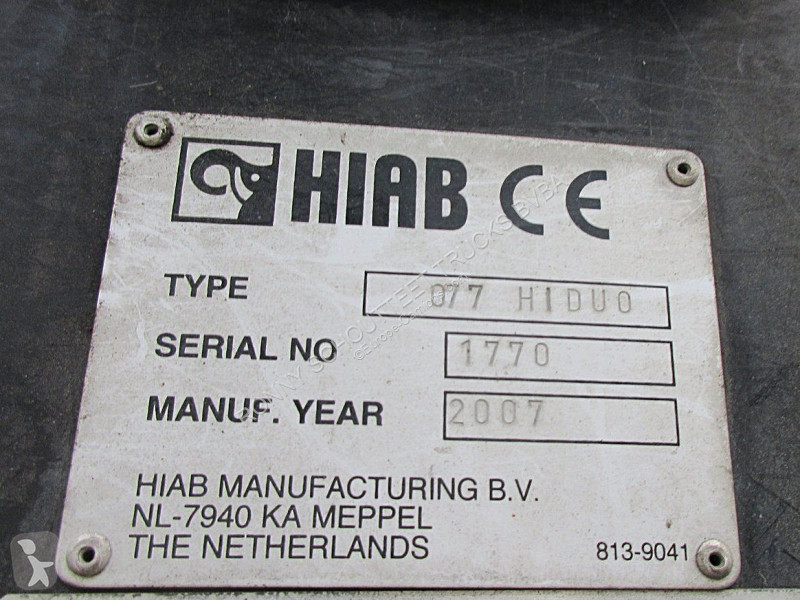 HIAB CE
TYPE 077 HIDUO
SERIAL NO 1770
MANUF. YEAR 2007
HIAB MANUFACTURING B.V.
NL-7940 KA MEPPEL
THE NETHERLANDS 813-9041